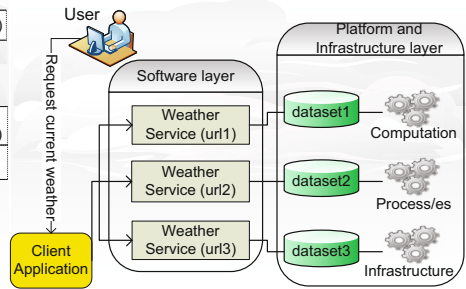 User
Platform and
Infrastructure layer
Software layer
Request current weather
Weather
Service (url1)
dataset1
Computation
Weather
Service (url2)
dataset2
Process/es
Weather
Service (url3)
dataset3
Infrastructure
Client
Application
)
)